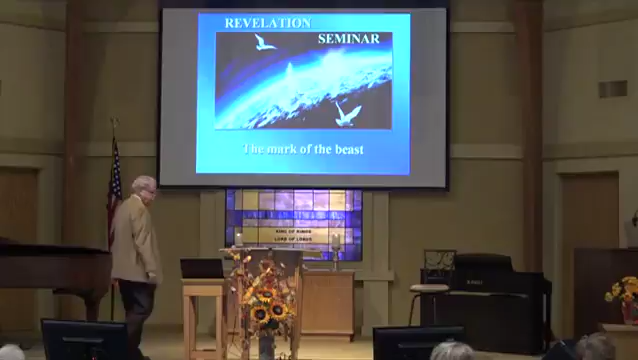 REVELATION
SEMINAR
The mark of the beast
KING OF KINGS
LORD OF LORDS